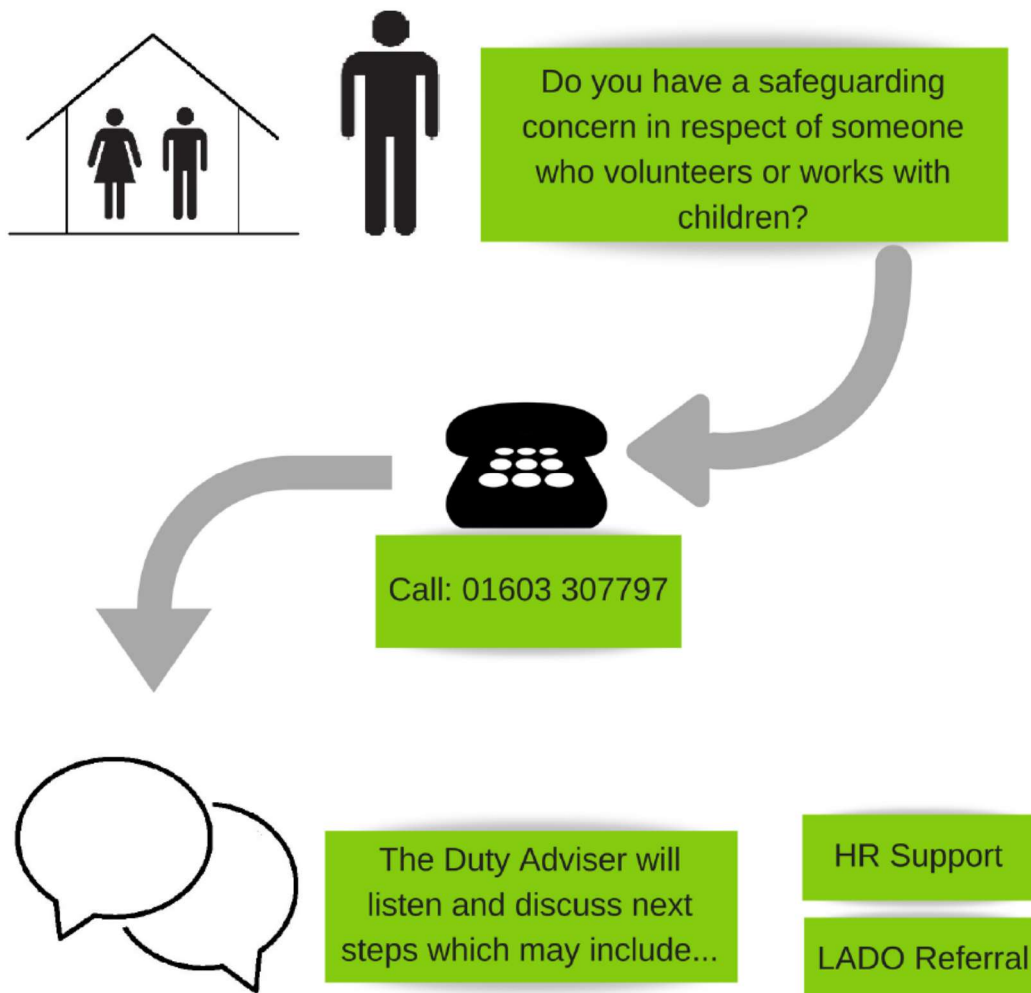 Do you have a safeguarding
concern in respect of someone
who volunteers or works with
children?
Call: 01603 307797
The Duty Adviser will
listen and discuss next
steps which may include...
HR Support
LADO Referral